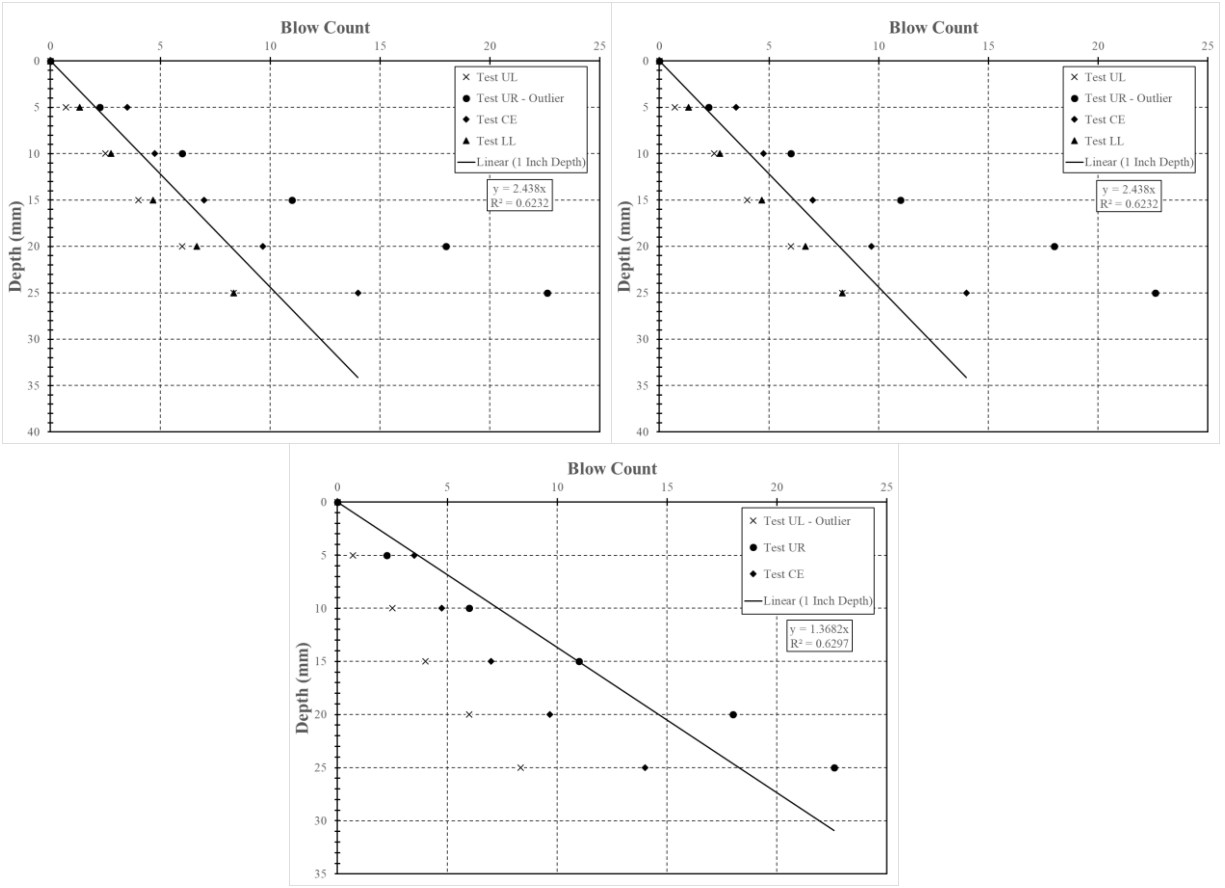 Blow Count
0 5 10 15 20 25
0
5
10
15
20
25
30
35
40
Depth (mm)
Test UL
Test UR - Outlier
Test CE
Test LL
Linear (1 Inch Depth)
y = 2.438x
R² = 0.6232
Blow Count
0 5 10 15 20 25
0
5
10
15
20
25
30
35
40
Depth (mm)
Test UL
Test UR - Outlier
Test CE
Test LL
Linear (1 Inch Depth)
y = 2.438x
R² = 0.6232
Blow Count
0 5 10 15 20 25
0
5
10
15
20
25
30
35
Depth (mm)
Test UL - Outlier
Test UR
Test CE
Linear (1 Inch Depth)
y = 1.3682x
R² = 0.6297